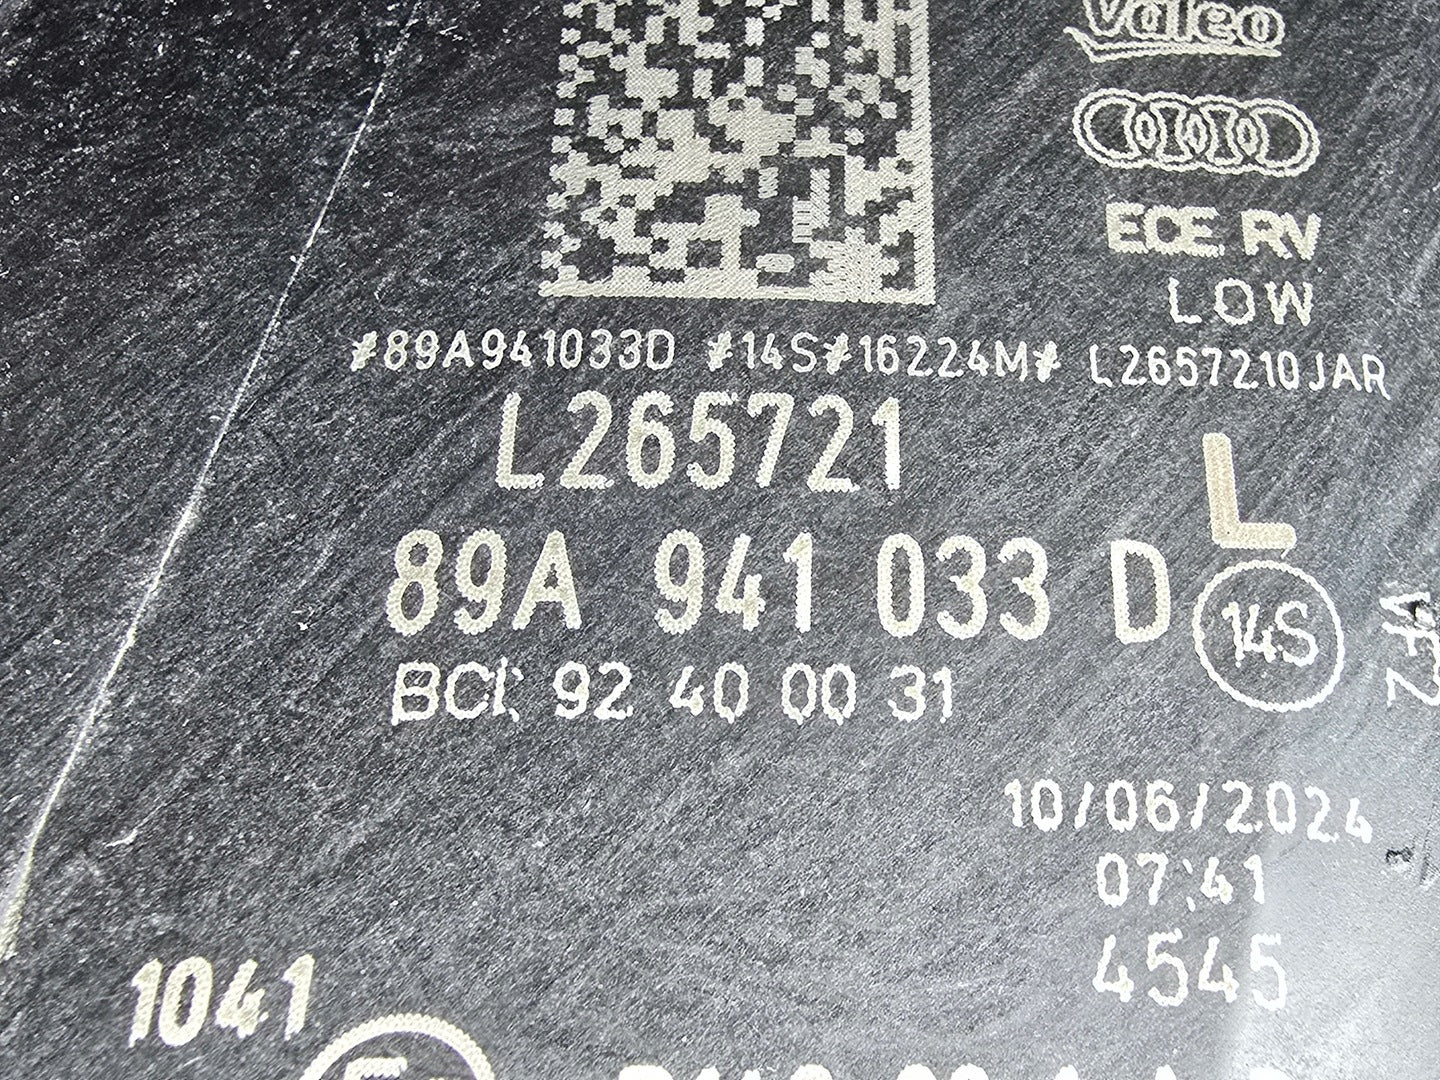 Valeo
ECE RV
LOW
*89A941033D *14S*16224M* L2657210JAR
L265721
L
89A 941 033 D
14S
BCI: 92 40 00 31
VF2
10/06/2024
07:41
4545
1041